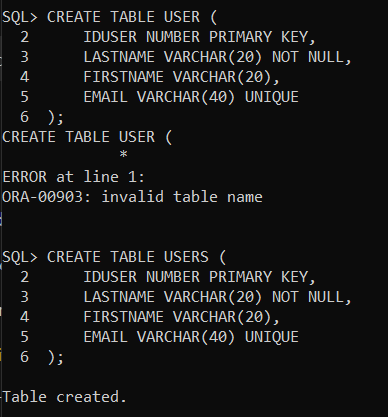 SQL> CREATE TABLE USER (
  2      IDUSER NUMBER PRIMARY KEY,
  3      LASTNAME VARCHAR(20) NOT NULL,
  4      FIRSTNAME VARCHAR(20),
  5      EMAIL VARCHAR(40) UNIQUE
  6  );
CREATE TABLE USER (
             *
ERROR at line 1:
ORA-00903: invalid table name
SQL> CREATE TABLE USERS (
  2      IDUSER NUMBER PRIMARY KEY,
  3      LASTNAME VARCHAR(20) NOT NULL,
  4      FIRSTNAME VARCHAR(20),
  5      EMAIL VARCHAR(40) UNIQUE
  6  );
Table created.